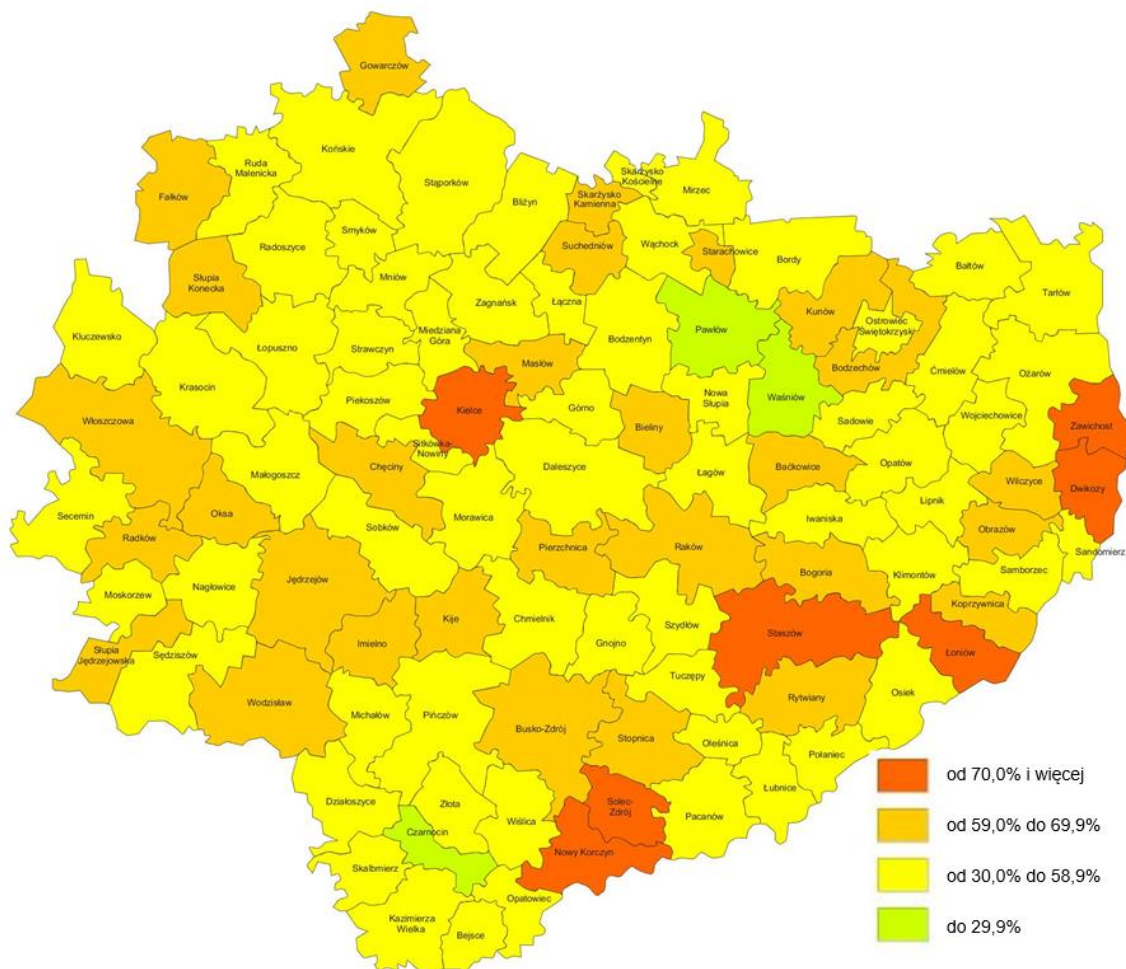 Gowarczów
Końskie
Ruda
Malenicka
Stąporków
Fałków
Skarżysko
Kościelne
Mirzec
Bliżyn
Skarżysko
Kamienna
Smyków
Radoszyce
Suchedniów
Wąchock
Starachowice
Bordy
Bałtów
Tarłów
Słupia
Konecka
Mniów
Zagnańsk
Łączna
Kunów
Ostrowiec
Świętokrzyski
Kluczewsko
Łopuszno
Strawczyn
Miedziana
Góra
Bodzentyn
Pawłów
Masłów
Bodzechów
Ćmielów
Ożarów
Krasocin
Piekoszów
Kielce
Górno
Nowa
Słupia
Waśniów
Wojciechowice
Włoszczowa
Bieliny
Sadowie
Zawichost
Sitkówka-
Nowiny
Chęciny
Małogoszcz
Daleszyce
Łagów
Baćkowice
Opatów
Wilczyce
Dwikozy
Secemin
Oksa
Sobków
Morawica
Iwaniska
Lipnik
Obrazów
Radków
Pierzchnica
Raków
Sandomierz
Nagłowice
Jędrzejów
Bogoria
Klimontów
Samborzec
Moskorzew
Koprzywnica
Imielno
Kije
Chmielnik
Gnojno
Szydłów
Staszów
Łoniów
Słupia
Jędrzejowska
Sędziszów
Tuczępy
Wodzisław
Michałów
Pińczów
Busko-Zdrój
Stopnica
Rytwiany
Osiek
Oleśnica
Połaniec
Działoszyce
Złota
Wiślica
Solec-
Zdrój
Pacanów
Łubnice
Czarnocin
Nowy Korczyn
Skalbmierz
Opatowiec
Kazimierza
Wielka
Bejsce
od 70,0% i więcej
od 59,0% do 69,9%
od 30,0% do 58,9%
do 29,9%